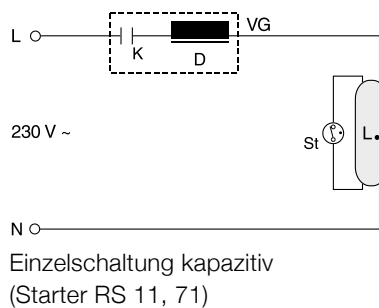 L
VG
K
D
230 V ~
St
L
N
Einzelschaltung kapazitiv
(Starter RS 11, 71)